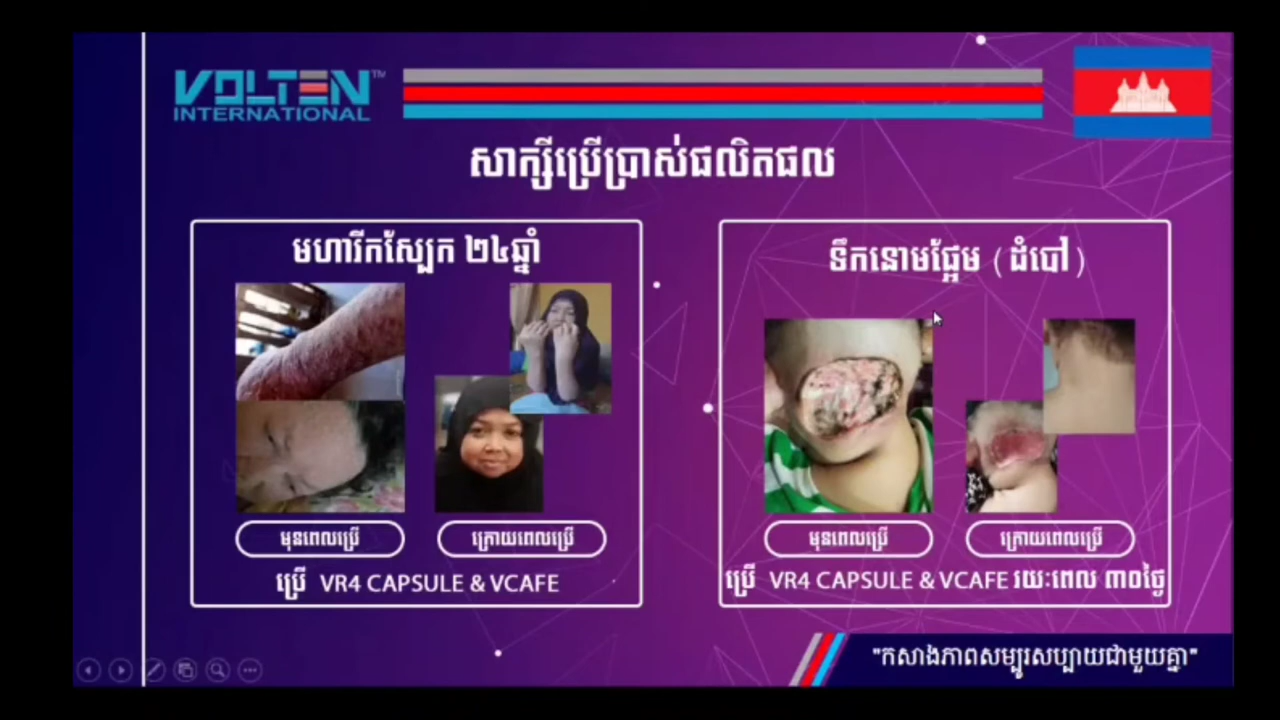 VOLTEN™
INTERNATIONAL
សាក្សីប្រើប្រាស់ផលិតផល
មហារីកស្បែក ២៤ឆ្នាំ
មុនពេលប្រើ
ក្រោយពេលប្រើ
ប្រើ VR4 CAPSULE & VCAFE
ទឹកនោមផ្អែម (ដំបៅ)
មុនពេលប្រើ
ក្រោយពេលប្រើ
ប្រើ VR4 CAPSULE & VCAFE រយៈពេល ៣០ថ្ងៃ
"កសាងភាពសម្បូរសប្បាយជាមួយគ្នា"